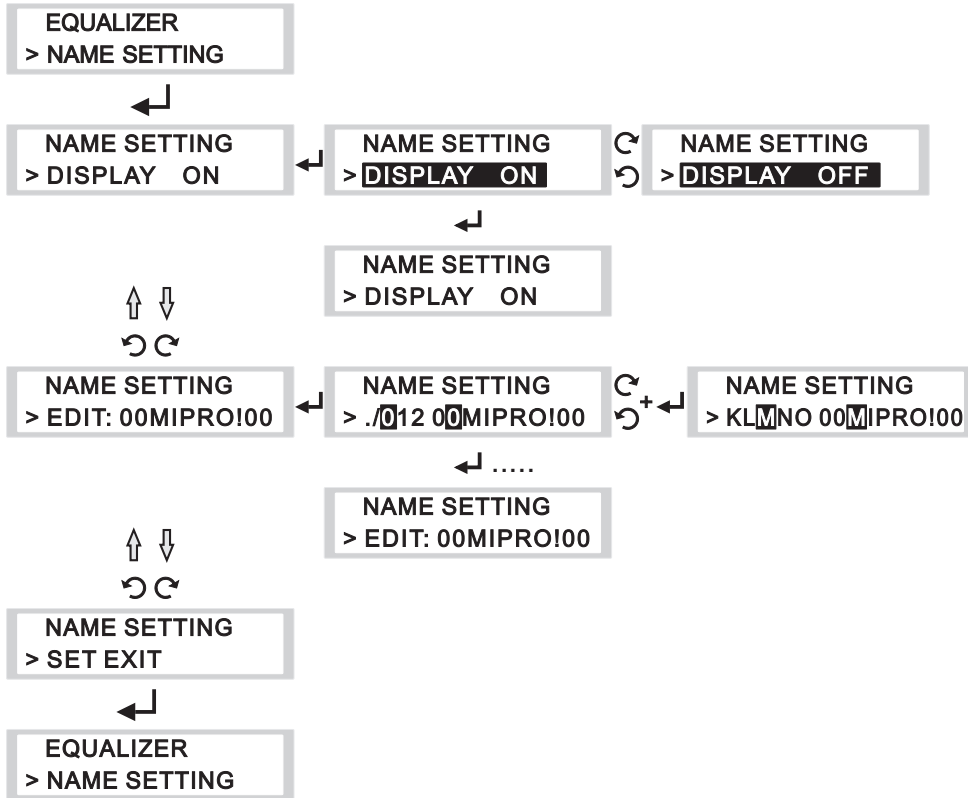 EQUALIZER
> NAME SETTING
NAME SETTING
> DISPLAY ON
NAME SETTING
> DISPLAY ON
NAME SETTING
> DISPLAY OFF
NAME SETTING
> DISPLAY ON
NAME SETTING
> EDIT: 00MIPRO!00
NAME SETTING
> ./012 00MIPRO!00
+
NAME SETTING
> KLMNO 00MIPRO!00
.....
NAME SETTING
> EDIT: 00MIPRO!00
NAME SETTING
> SET EXIT
EQUALIZER
> NAME SETTING